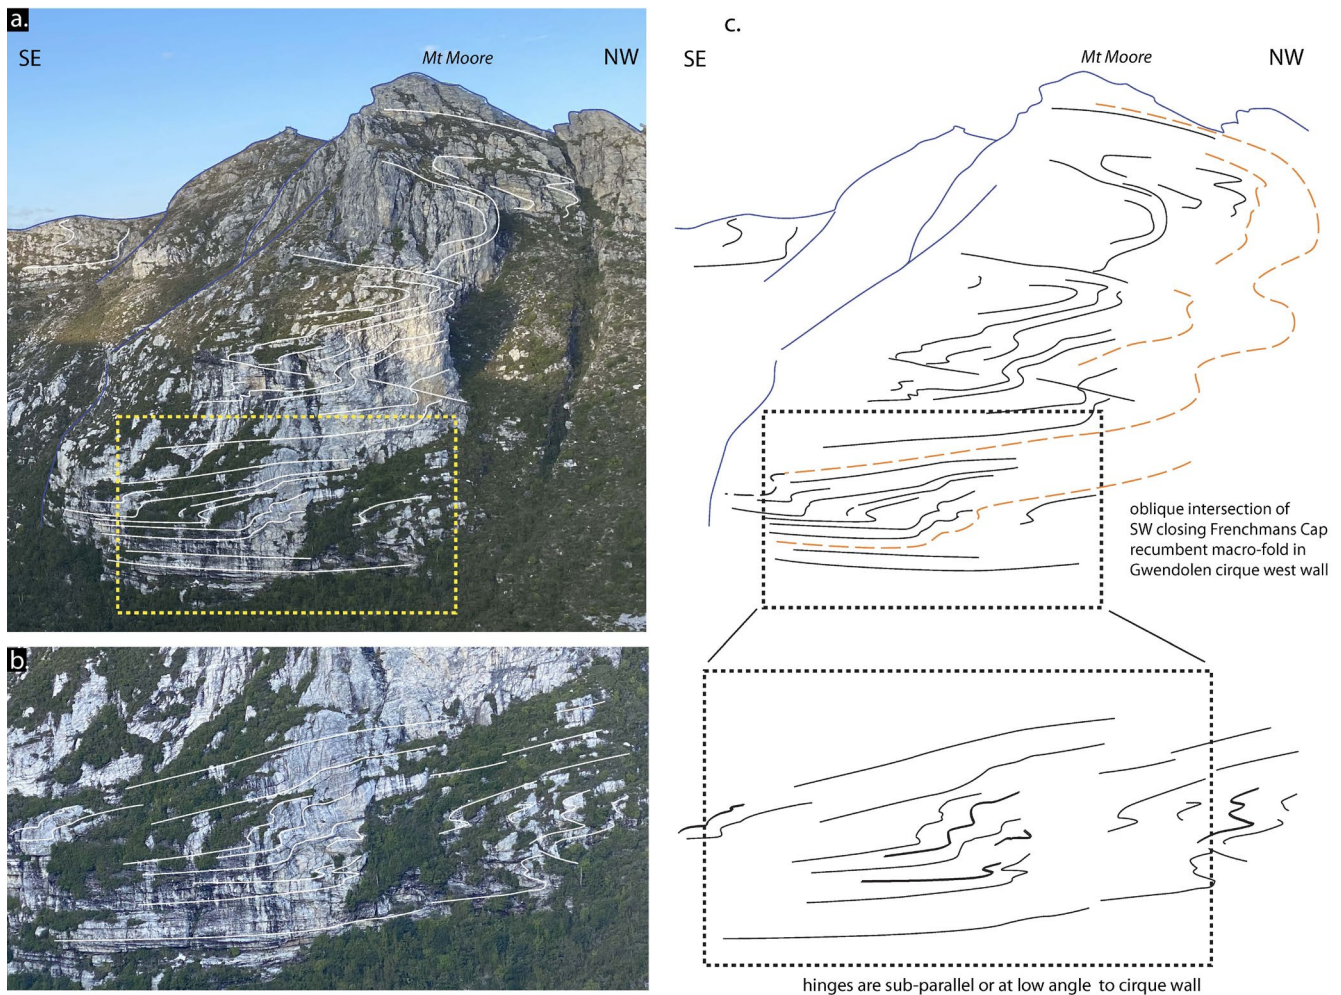 a.
SE
Mt Moore
NW
c.
SE
Mt Moore
NW
oblique intersection of
SW closing Frenchmans Cap
recumbent macro-fold in
Gwendolen cirque west wall
b
hinges are sub-parallel or at low angle to cirque wall